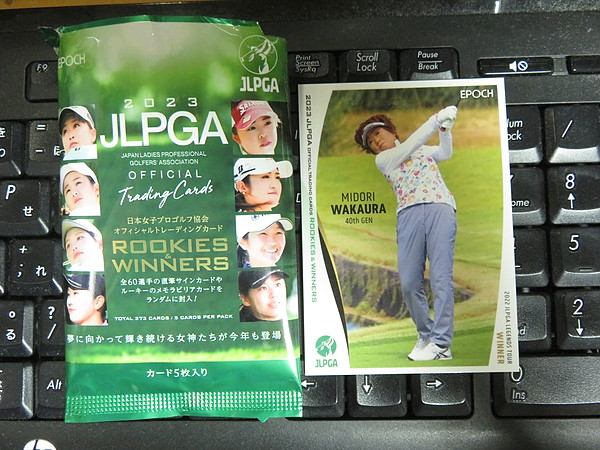 EPOCH
JLPGA
2023
JLPGA
JAPAN LADIES PROFESSIONAL
GOLFERS' ASSOCIATION
OFFICIAL
Trading Cards
日本女子プロゴルフ協会
オフィシャルトレーディングカード
ROOKIES
&
WINNERS
全60選手の直筆サインカードや
ルーキーのメモラビリアカードを
ランダムに封入!
TOTAL 373 CARDS / 5 CARDS PER PACK
夢に向かって輝き続ける女神たちが今年も登場
カード5枚入り
EPOCH
2023 JLPGA OFFICIAL TRADING CARDS ROOKIES & WINNERS
MIDORI
WAKAURA
40th GEN
2022 JLPGA LEGENDS TOUR
WINNER
JLPGA
F9
Print
Screen
SysRq
Scroll
Lock
Pause
Break
P
せ
+
;
れ
る
め
Alt
hp
8
2
0
Ins